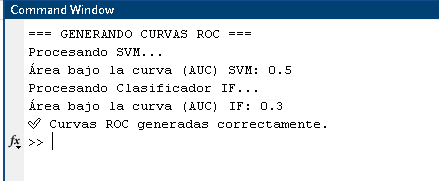 Command Window
=== GENERANDO CURVAS ROC ===
Procesando SVM...
Área bajo la curva (AUC) SVM: 0.5
Procesando Clasificador IF...
Área bajo la curva (AUC) IF: 0.3
✅ Curvas ROC generadas correctamente.
fx >>